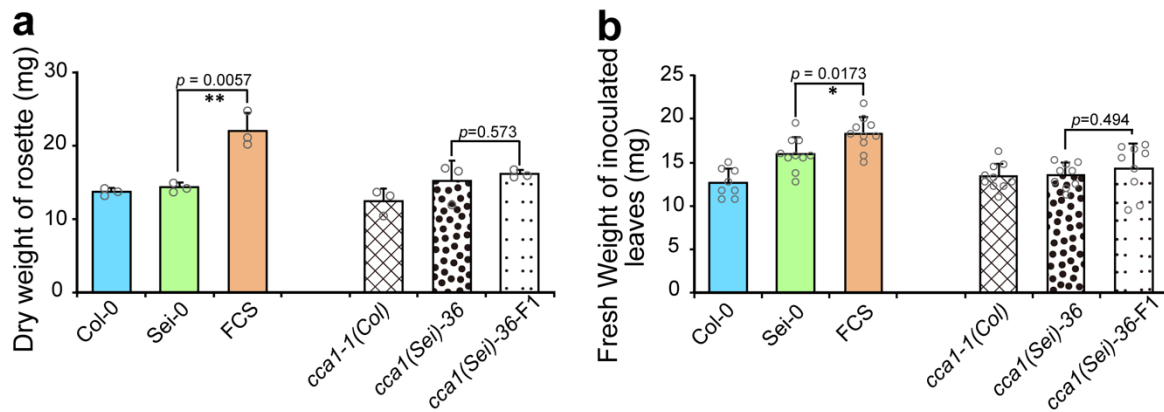 a
Dry weight of rosette (mg)
30
20
10
0
p = 0.0057
**
p=0.573
Col-0
Sei-0
FCS
cca1-1(Col)
cca1(Sei)-36
cca1(Sei)-36-F1
b
Fresh Weight of inoculated
leaves (mg)
25
20
15
10
5
0
p = 0.0173
*
p=0.494
Col-0
Sei-0
FCS
cca1-1(Col)
cca1(Sei)-36
cca1(Sei)-36-F1